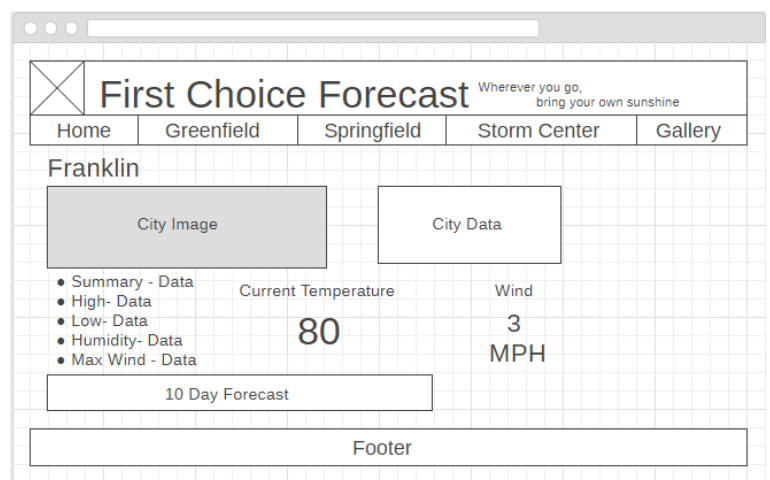 First Choice Forecast
Wherever you go,
bring your own sunshine
Home Greenfield Springfield Storm Center Gallery
Franklin
City Image
City Data
● Summary - Data
● High- Data
● Low- Data
● Humidity- Data
● Max Wind - Data
Current Temperature
80
Wind
3
MPH
10 Day Forecast
Footer